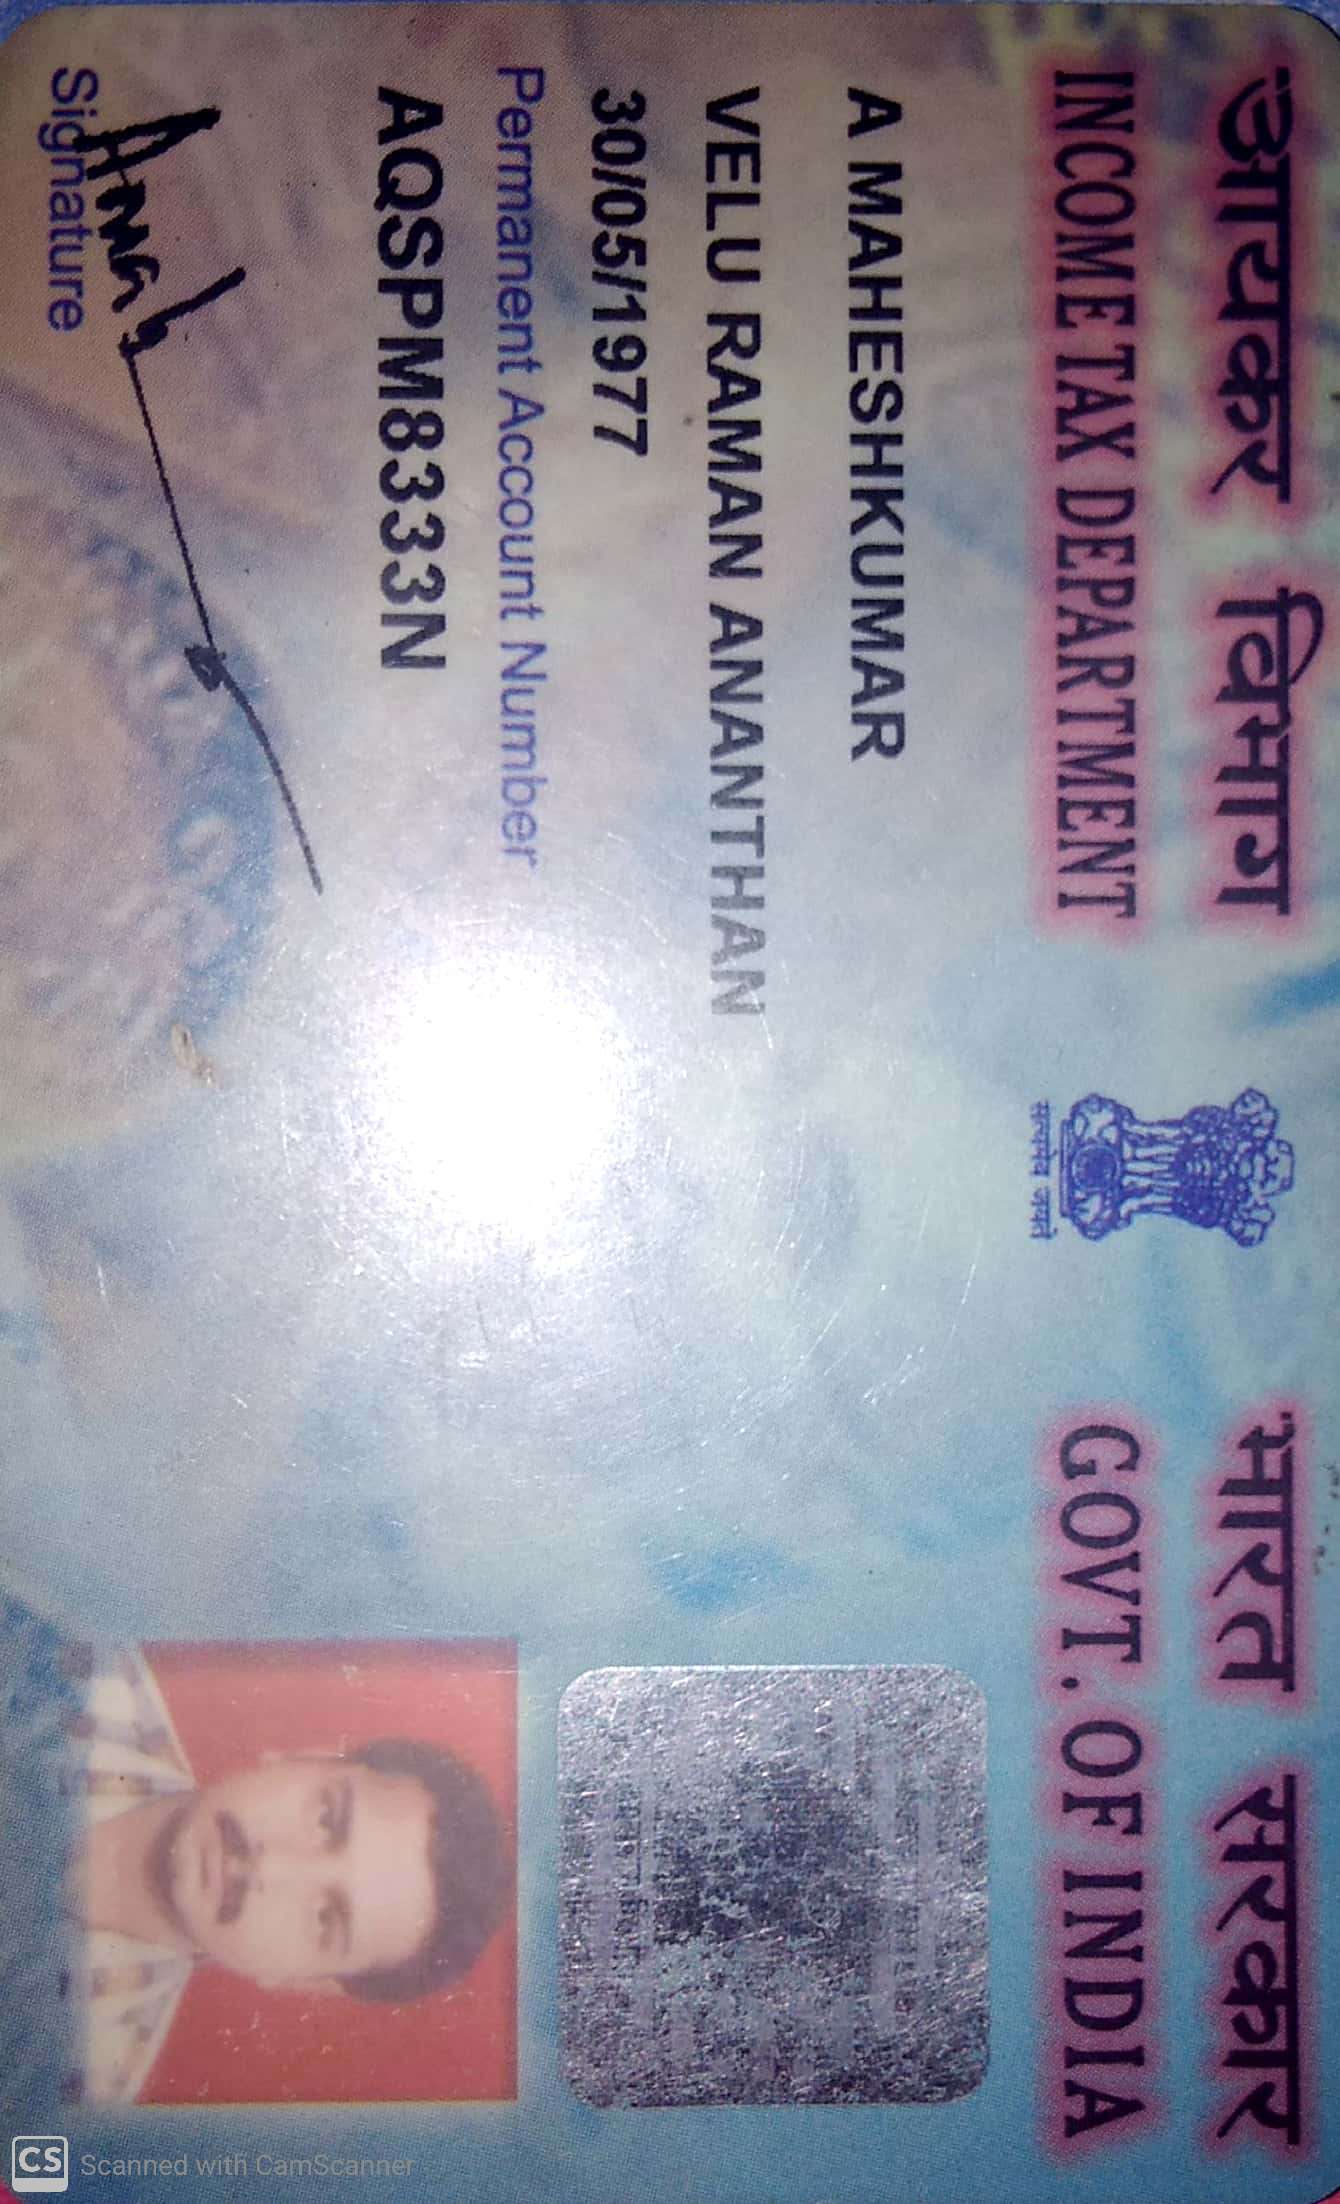 आयकर विभाग
INCOME TAX DEPARTMENT
सत्यमेव जयते
भारत सरकार
GOVT. OF INDIA
A MAHESHKUMAR
VELU RAMAN ANANTHAN
30/05/1977
Permanent Account Number
AQSPM8333N
Signature
CS Scanned with CamScanner